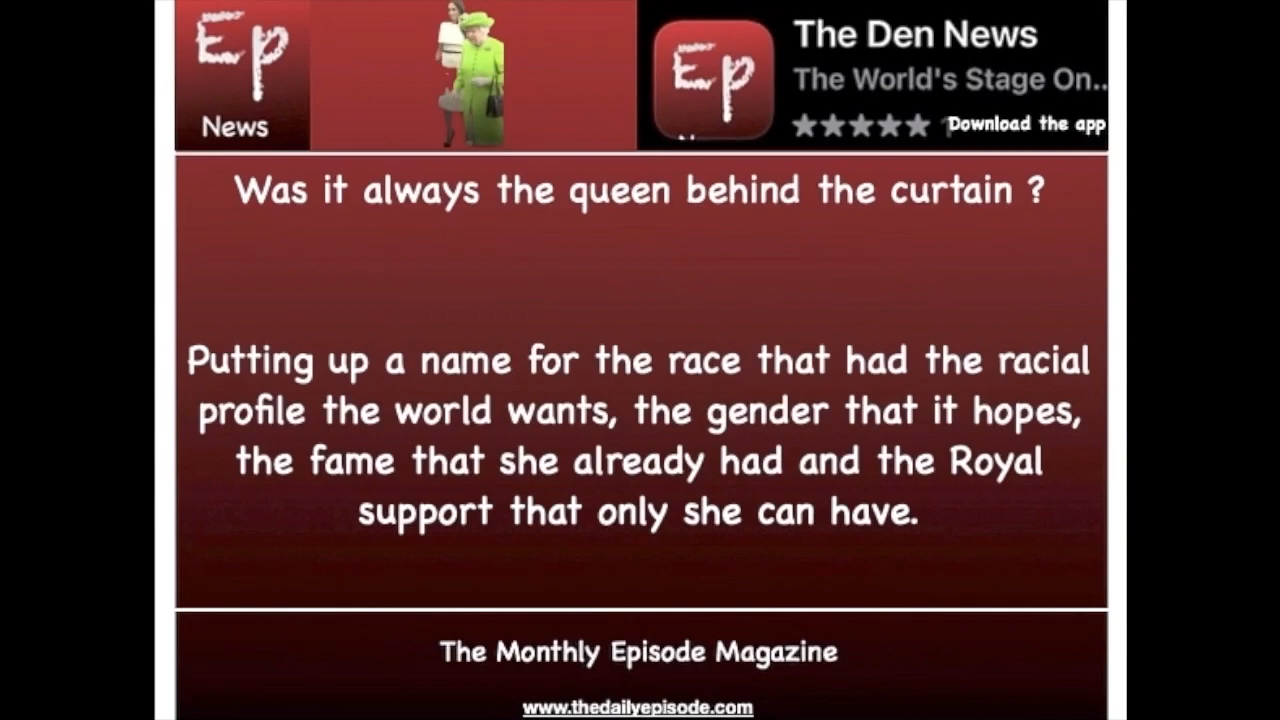 Ep
News
Ep
The Den News
The World's Stage On..
Download the app
Was it always the queen behind the curtain ?
Putting up a name for the race that had the racial
profile the world wants, the gender that it hopes,
the fame that she already had and the Royal
support that only she can have.
The Monthly Episode Magazine
www.thedailyepisode.com